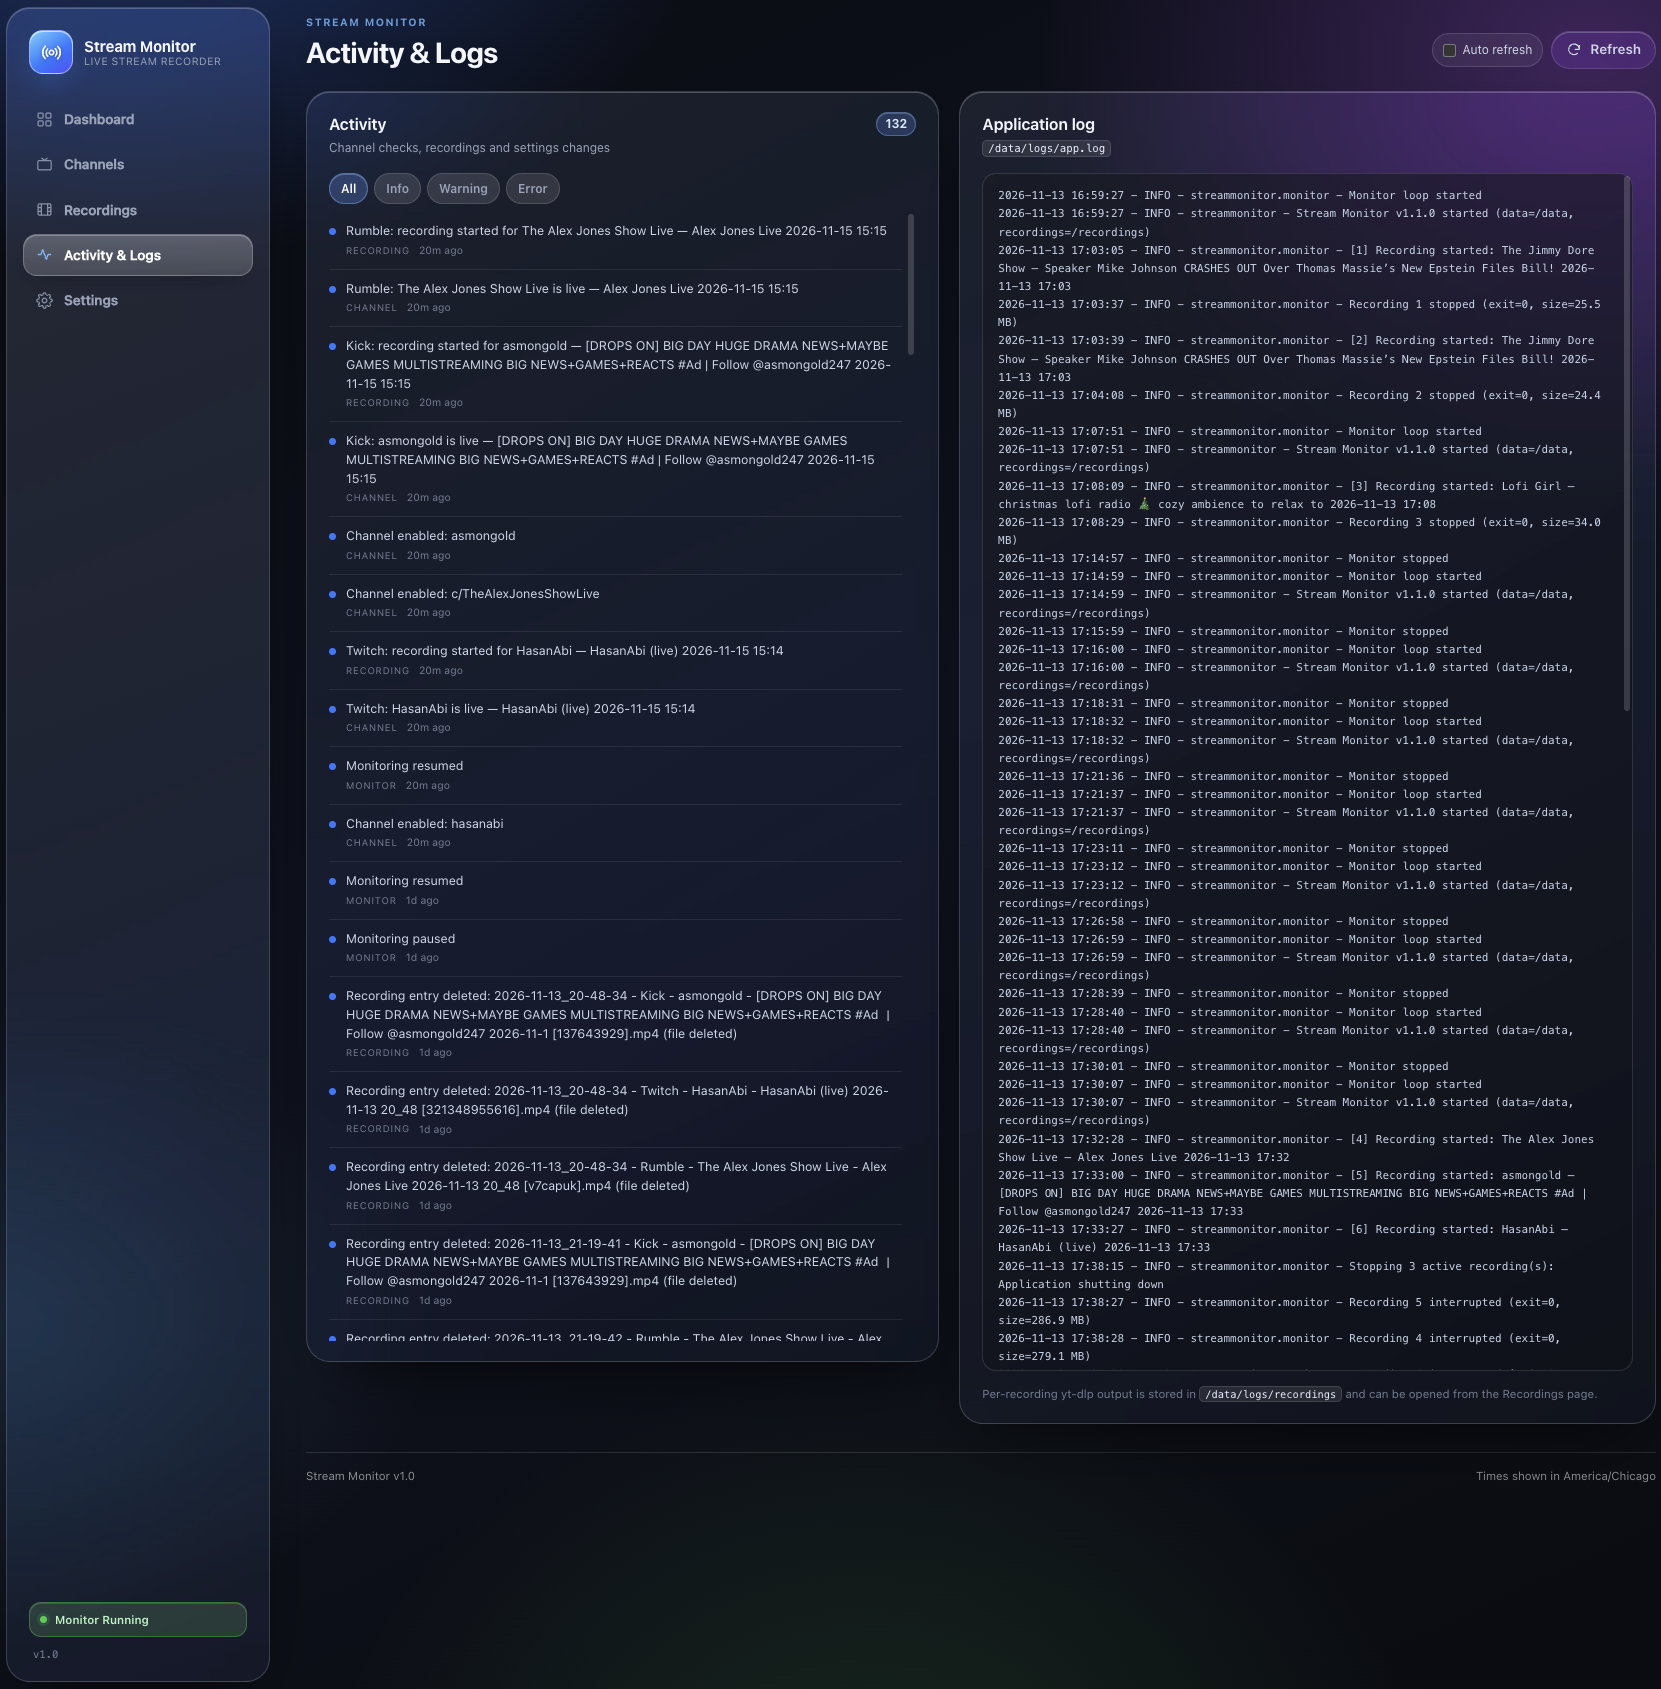 Stream Monitor
LIVE STREAM RECORDER
Dashboard
Channels
Recordings
Activity & Logs
Settings
Monitor Running
v1.0
STREAM MONITOR
Activity & Logs
Auto refresh
Refresh
Activity
132
Channel checks, recordings and settings changes
All
Info
Warning
Error
Rumble: recording started for The Alex Jones Show Live — Alex Jones Live 2026-11-15 15:15
RECORDING 20m ago
Rumble: The Alex Jones Show Live is live — Alex Jones Live 2026-11-15 15:15
CHANNEL 20m ago
Kick: recording started for asmongold — [DROPS ON] BIG DAY HUGE DRAMA NEWS+MAYBE
GAMES MULTISTREAMING BIG NEWS+GAMES+REACTS #Ad | Follow @asmongold247 2026-
11-15 15:15
RECORDING 20m ago
Kick: asmongold is live — [DROPS ON] BIG DAY HUGE DRAMA NEWS+MAYBE GAMES
MULTISTREAMING BIG NEWS+GAMES+REACTS #Ad | Follow @asmongold247 2026-11-15
15:15
CHANNEL 20m ago
Channel enabled: asmongold
CHANNEL 20m ago
Channel enabled: c/TheAlexJonesShowLive
CHANNEL 20m ago
Twitch: recording started for HasanAbi — HasanAbi (live) 2026-11-15 15:14
RECORDING 20m ago
Twitch: HasanAbi is live — HasanAbi (live) 2026-11-15 15:14
CHANNEL 20m ago
Monitoring resumed
MONITOR 20m ago
Channel enabled: hasanabi
CHANNEL 20m ago
Monitoring resumed
MONITOR 1d ago
Monitoring paused
MONITOR 1d ago
Recording entry deleted: 2026-11-13_20-48-34 - Kick - asmongold - [DROPS ON] BIG DAY
HUGE DRAMA NEWS+MAYBE GAMES MULTISTREAMING BIG NEWS+GAMES+REACTS #Ad |
Follow @asmongold247 2026-11-1 [137643929].mp4 (file deleted)
RECORDING 1d ago
Recording entry deleted: 2026-11-13_20-48-34 - Twitch - HasanAbi - HasanAbi (live) 2026-
11-13 20_48 [321348955616].mp4 (file deleted)
RECORDING 1d ago
Recording entry deleted: 2026-11-13_20-48-34 - Rumble - The Alex Jones Show Live - Alex
Jones Live 2026-11-13 20_48 [v7capuk].mp4 (file deleted)
RECORDING 1d ago
Recording entry deleted: 2026-11-13_21-19-41 - Kick - asmongold - [DROPS ON] BIG DAY
HUGE DRAMA NEWS+MAYBE GAMES MULTISTREAMING BIG NEWS+GAMES+REACTS #Ad |
Follow @asmongold247 2026-11-1 [137643929].mp4 (file deleted)
RECORDING 1d ago
Recording entry deleted: 2026-11-13_21-19-42 - Rumble - The Alex Jones Show Live - Alex
Application log
/data/logs/app.log
2026-11-13 16:59:27 - INFO - streammonitor.monitor - Monitor loop started
2026-11-13 16:59:27 - INFO - streammonitor - Stream Monitor v1.1.0 started (data=/data,
recordings=/recordings)
2026-11-13 17:03:05 - INFO - streammonitor.monitor - [1] Recording started: The Jimmy Dore
Show — Speaker Mike Johnson CRASHES OUT Over Thomas Massie’s New Epstein Files Bill! 2026-
11-13 17:03
2026-11-13 17:03:37 - INFO - streammonitor.monitor - Recording 1 stopped (exit=0, size=25.5
MB)
2026-11-13 17:03:39 - INFO - streammonitor.monitor - [2] Recording started: The Jimmy Dore
Show — Speaker Mike Johnson CRASHES OUT Over Thomas Massie’s New Epstein Files Bill! 2026-
11-13 17:03
2026-11-13 17:04:08 - INFO - streammonitor.monitor - Recording 2 stopped (exit=0, size=24.4
MB)
2026-11-13 17:07:51 - INFO - streammonitor.monitor - Monitor loop started
2026-11-13 17:07:51 - INFO - streammonitor - Stream Monitor v1.1.0 started (data=/data,
recordings=/recordings)
2026-11-13 17:08:09 - INFO - streammonitor.monitor - [3] Recording started: Lofi Girl —
christmas lofi radio 🎄 cozy ambience to relax to 2026-11-13 17:08
2026-11-13 17:08:29 - INFO - streammonitor.monitor - Recording 3 stopped (exit=0, size=34.0
MB)
2026-11-13 17:14:57 - INFO - streammonitor.monitor - Monitor stopped
2026-11-13 17:14:59 - INFO - streammonitor.monitor - Monitor loop started
2026-11-13 17:14:59 - INFO - streammonitor - Stream Monitor v1.1.0 started (data=/data,
recordings=/recordings)
2026-11-13 17:15:59 - INFO - streammonitor.monitor - Monitor stopped
2026-11-13 17:16:00 - INFO - streammonitor.monitor - Monitor loop started
2026-11-13 17:16:00 - INFO - streammonitor - Stream Monitor v1.1.0 started (data=/data,
recordings=/recordings)
2026-11-13 17:18:31 - INFO - streammonitor.monitor - Monitor stopped
2026-11-13 17:18:32 - INFO - streammonitor.monitor - Monitor loop started
2026-11-13 17:18:32 - INFO - streammonitor - Stream Monitor v1.1.0 started (data=/data,
recordings=/recordings)
2026-11-13 17:21:36 - INFO - streammonitor.monitor - Monitor stopped
2026-11-13 17:21:37 - INFO - streammonitor.monitor - Monitor loop started
2026-11-13 17:21:37 - INFO - streammonitor - Stream Monitor v1.1.0 started (data=/data,
recordings=/recordings)
2026-11-13 17:23:11 - INFO - streammonitor.monitor - Monitor stopped
2026-11-13 17:23:12 - INFO - streammonitor.monitor - Monitor loop started
2026-11-13 17:23:12 - INFO - streammonitor - Stream Monitor v1.1.0 started (data=/data,
recordings=/recordings)
2026-11-13 17:26:58 - INFO - streammonitor.monitor - Monitor stopped
2026-11-13 17:26:59 - INFO - streammonitor.monitor - Monitor loop started
2026-11-13 17:26:59 - INFO - streammonitor - Stream Monitor v1.1.0 started (data=/data,
recordings=/recordings)
2026-11-13 17:28:39 - INFO - streammonitor.monitor - Monitor stopped
2026-11-13 17:28:40 - INFO - streammonitor.monitor - Monitor loop started
2026-11-13 17:28:40 - INFO - streammonitor - Stream Monitor v1.1.0 started (data=/data,
recordings=/recordings)
2026-11-13 17:30:01 - INFO - streammonitor.monitor - Monitor stopped
2026-11-13 17:30:07 - INFO - streammonitor.monitor - Monitor loop started
2026-11-13 17:30:07 - INFO - streammonitor - Stream Monitor v1.1.0 started (data=/data,
recordings=/recordings)
2026-11-13 17:32:28 - INFO - streammonitor.monitor - [4] Recording started: The Alex Jones
Show Live — Alex Jones Live 2026-11-13 17:32
2026-11-13 17:33:00 - INFO - streammonitor.monitor - [5] Recording started: asmongold —
[DROPS ON] BIG DAY HUGE DRAMA NEWS+MAYBE GAMES MULTISTREAMING BIG NEWS+GAMES+REACTS #Ad |
Follow @asmongold247 2026-11-13 17:33
2026-11-13 17:33:27 - INFO - streammonitor.monitor - [6] Recording started: HasanAbi —
HasanAbi (live) 2026-11-13 17:33
2026-11-13 17:38:15 - INFO - streammonitor.monitor - Stopping 3 active recording(s):
Application shutting down
2026-11-13 17:38:27 - INFO - streammonitor.monitor - Recording 5 interrupted (exit=0,
size=286.9 MB)
2026-11-13 17:38:28 - INFO - streammonitor.monitor - Recording 4 interrupted (exit=0,
size=279.1 MB)
Per-recording yt-dlp output is stored in /data/logs/recordings and can be opened from the Recordings page.
Stream Monitor v1.0
Times shown in America/Chicago